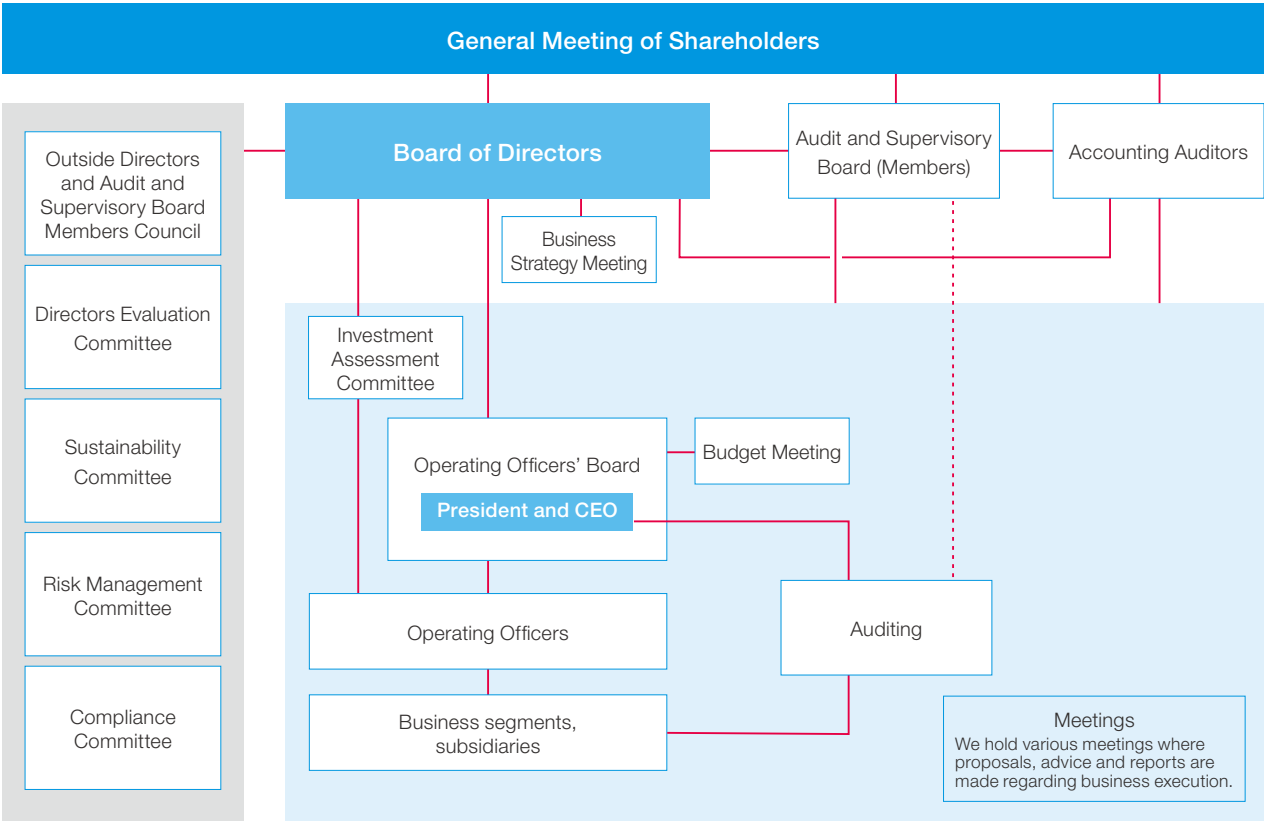 General Meeting of Shareholders
Outside Directors
and Audit and
Supervisory Board
Members Council
Directors Evaluation
Committee
Sustainability
Committee
Risk Management
Committee
Compliance
Committee
Board of Directors
Audit and Supervisory
Board (Members)
Accounting Auditors
Business
Strategy Meeting
Investment
Assessment
Committee
Operating Officers’ Board
President and CEO
Budget Meeting
Operating Officers
Auditing
Business segments,
subsidiaries
Meetings
We hold various meetings where
proposals, advice and reports are
made regarding business execution.